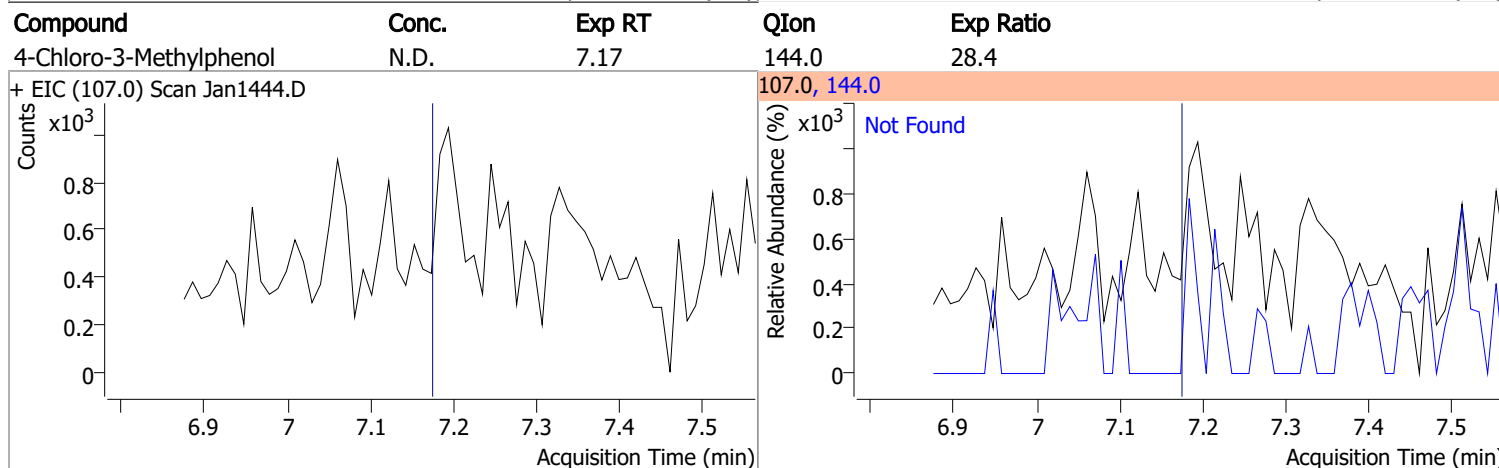 Compound Conc. Exp RT QIon Exp Ratio
4-Chloro-3-Methylphenol N.D. 7.17 144.0 28.4
+ EIC (107.0) Scan Jan1444.D
Counts
x10³
0.8
0.6
0.4
0.2
0
6.9 7 7.1 7.2 7.3 7.4 7.5
Acquisition Time (min)
107.0, 144.0
Relative Abundance (%)
x10³
Not Found
0.8
0.6
0.4
0.2
0
6.9 7 7.1 7.2 7.3 7.4 7.5
Acquisition Time (min)